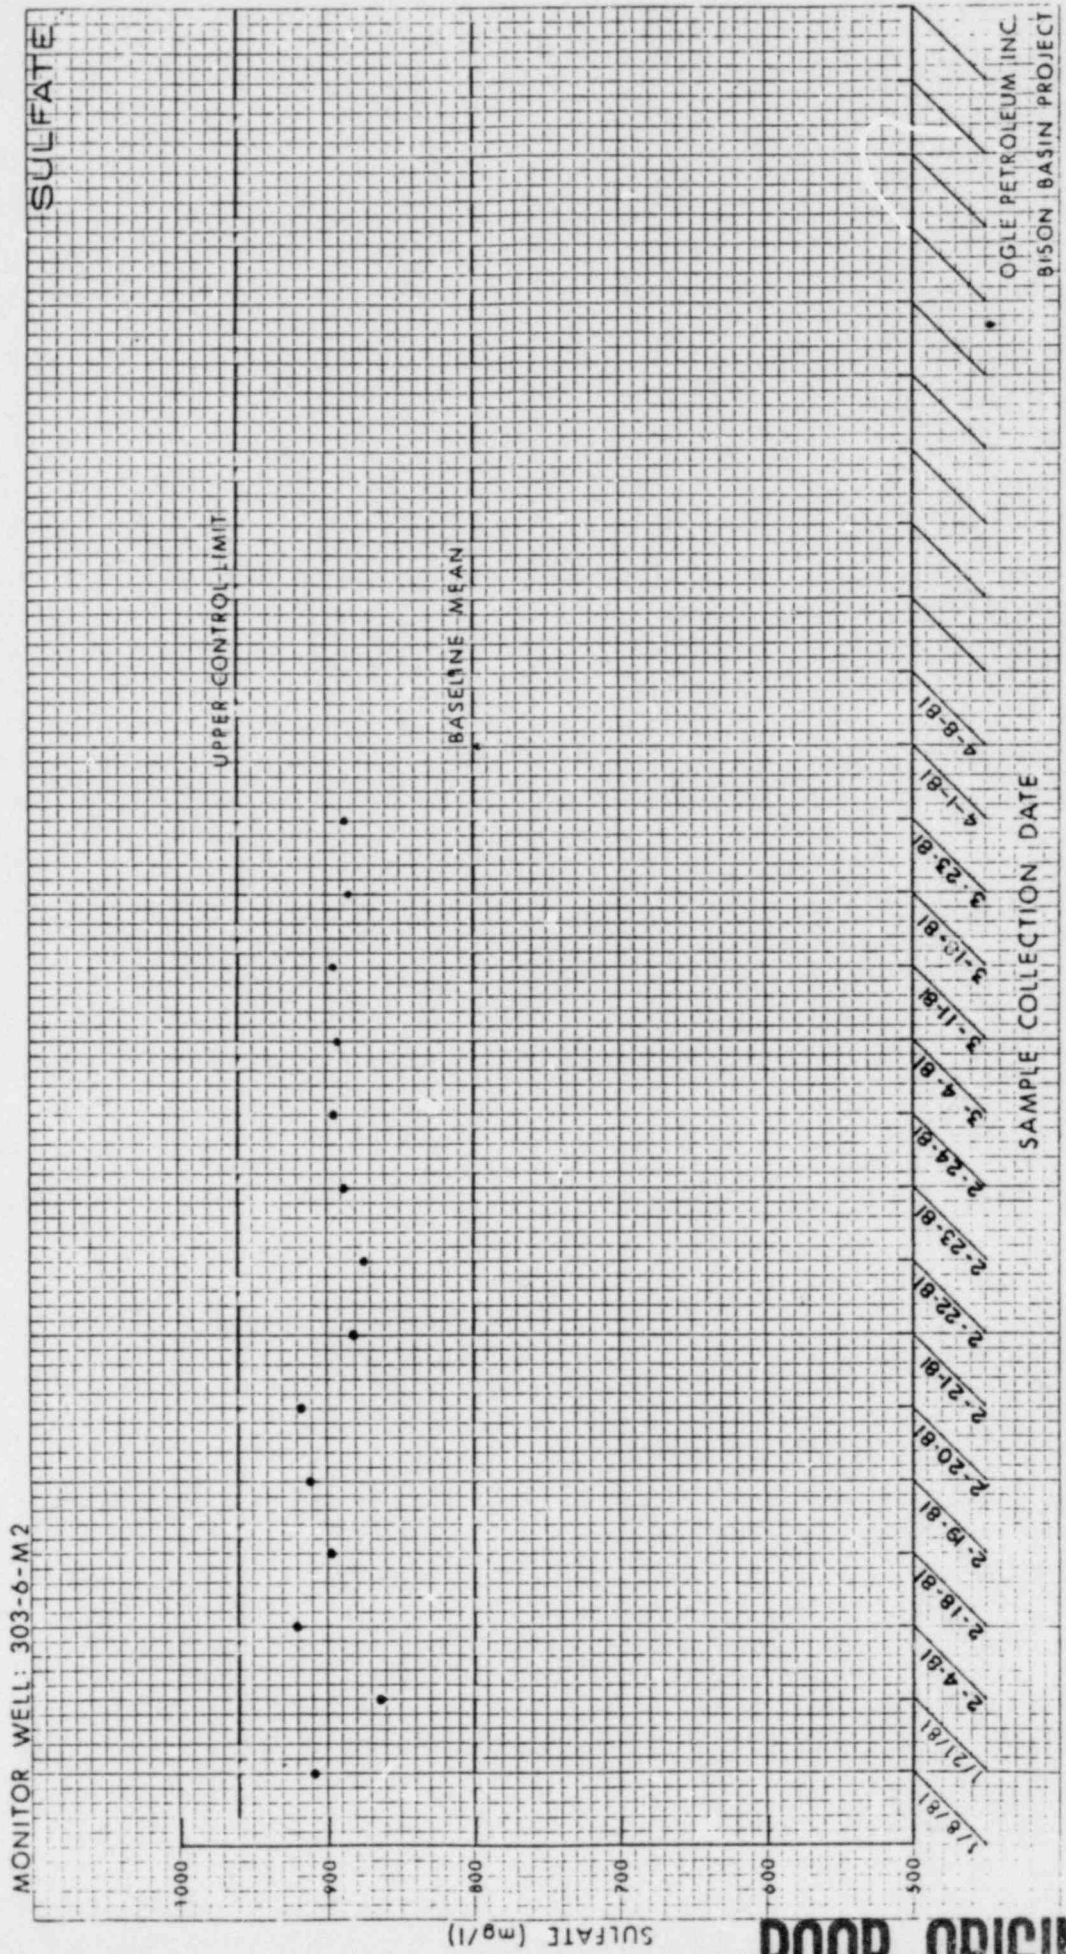 MONITOR WELL: 303-6-M2
SULFATE
UPPER CONTROL LIMIT
BASELINE MEAN
SULFATE (mg/l)
1000
900
800
700
600
500
1/8/81
1/21/81
2-4-81
2-18-81
2-19-81
2-20-81
2-21-81
2-22-81
2-23-81
2-24-81
3-4-81
3-11-81
3-18-81
3-23-81
4-1-81
4-8-81
SAMPLE COLLECTION DATE
OGLE PETROLEUM INC.
BISON BASIN PROJECT